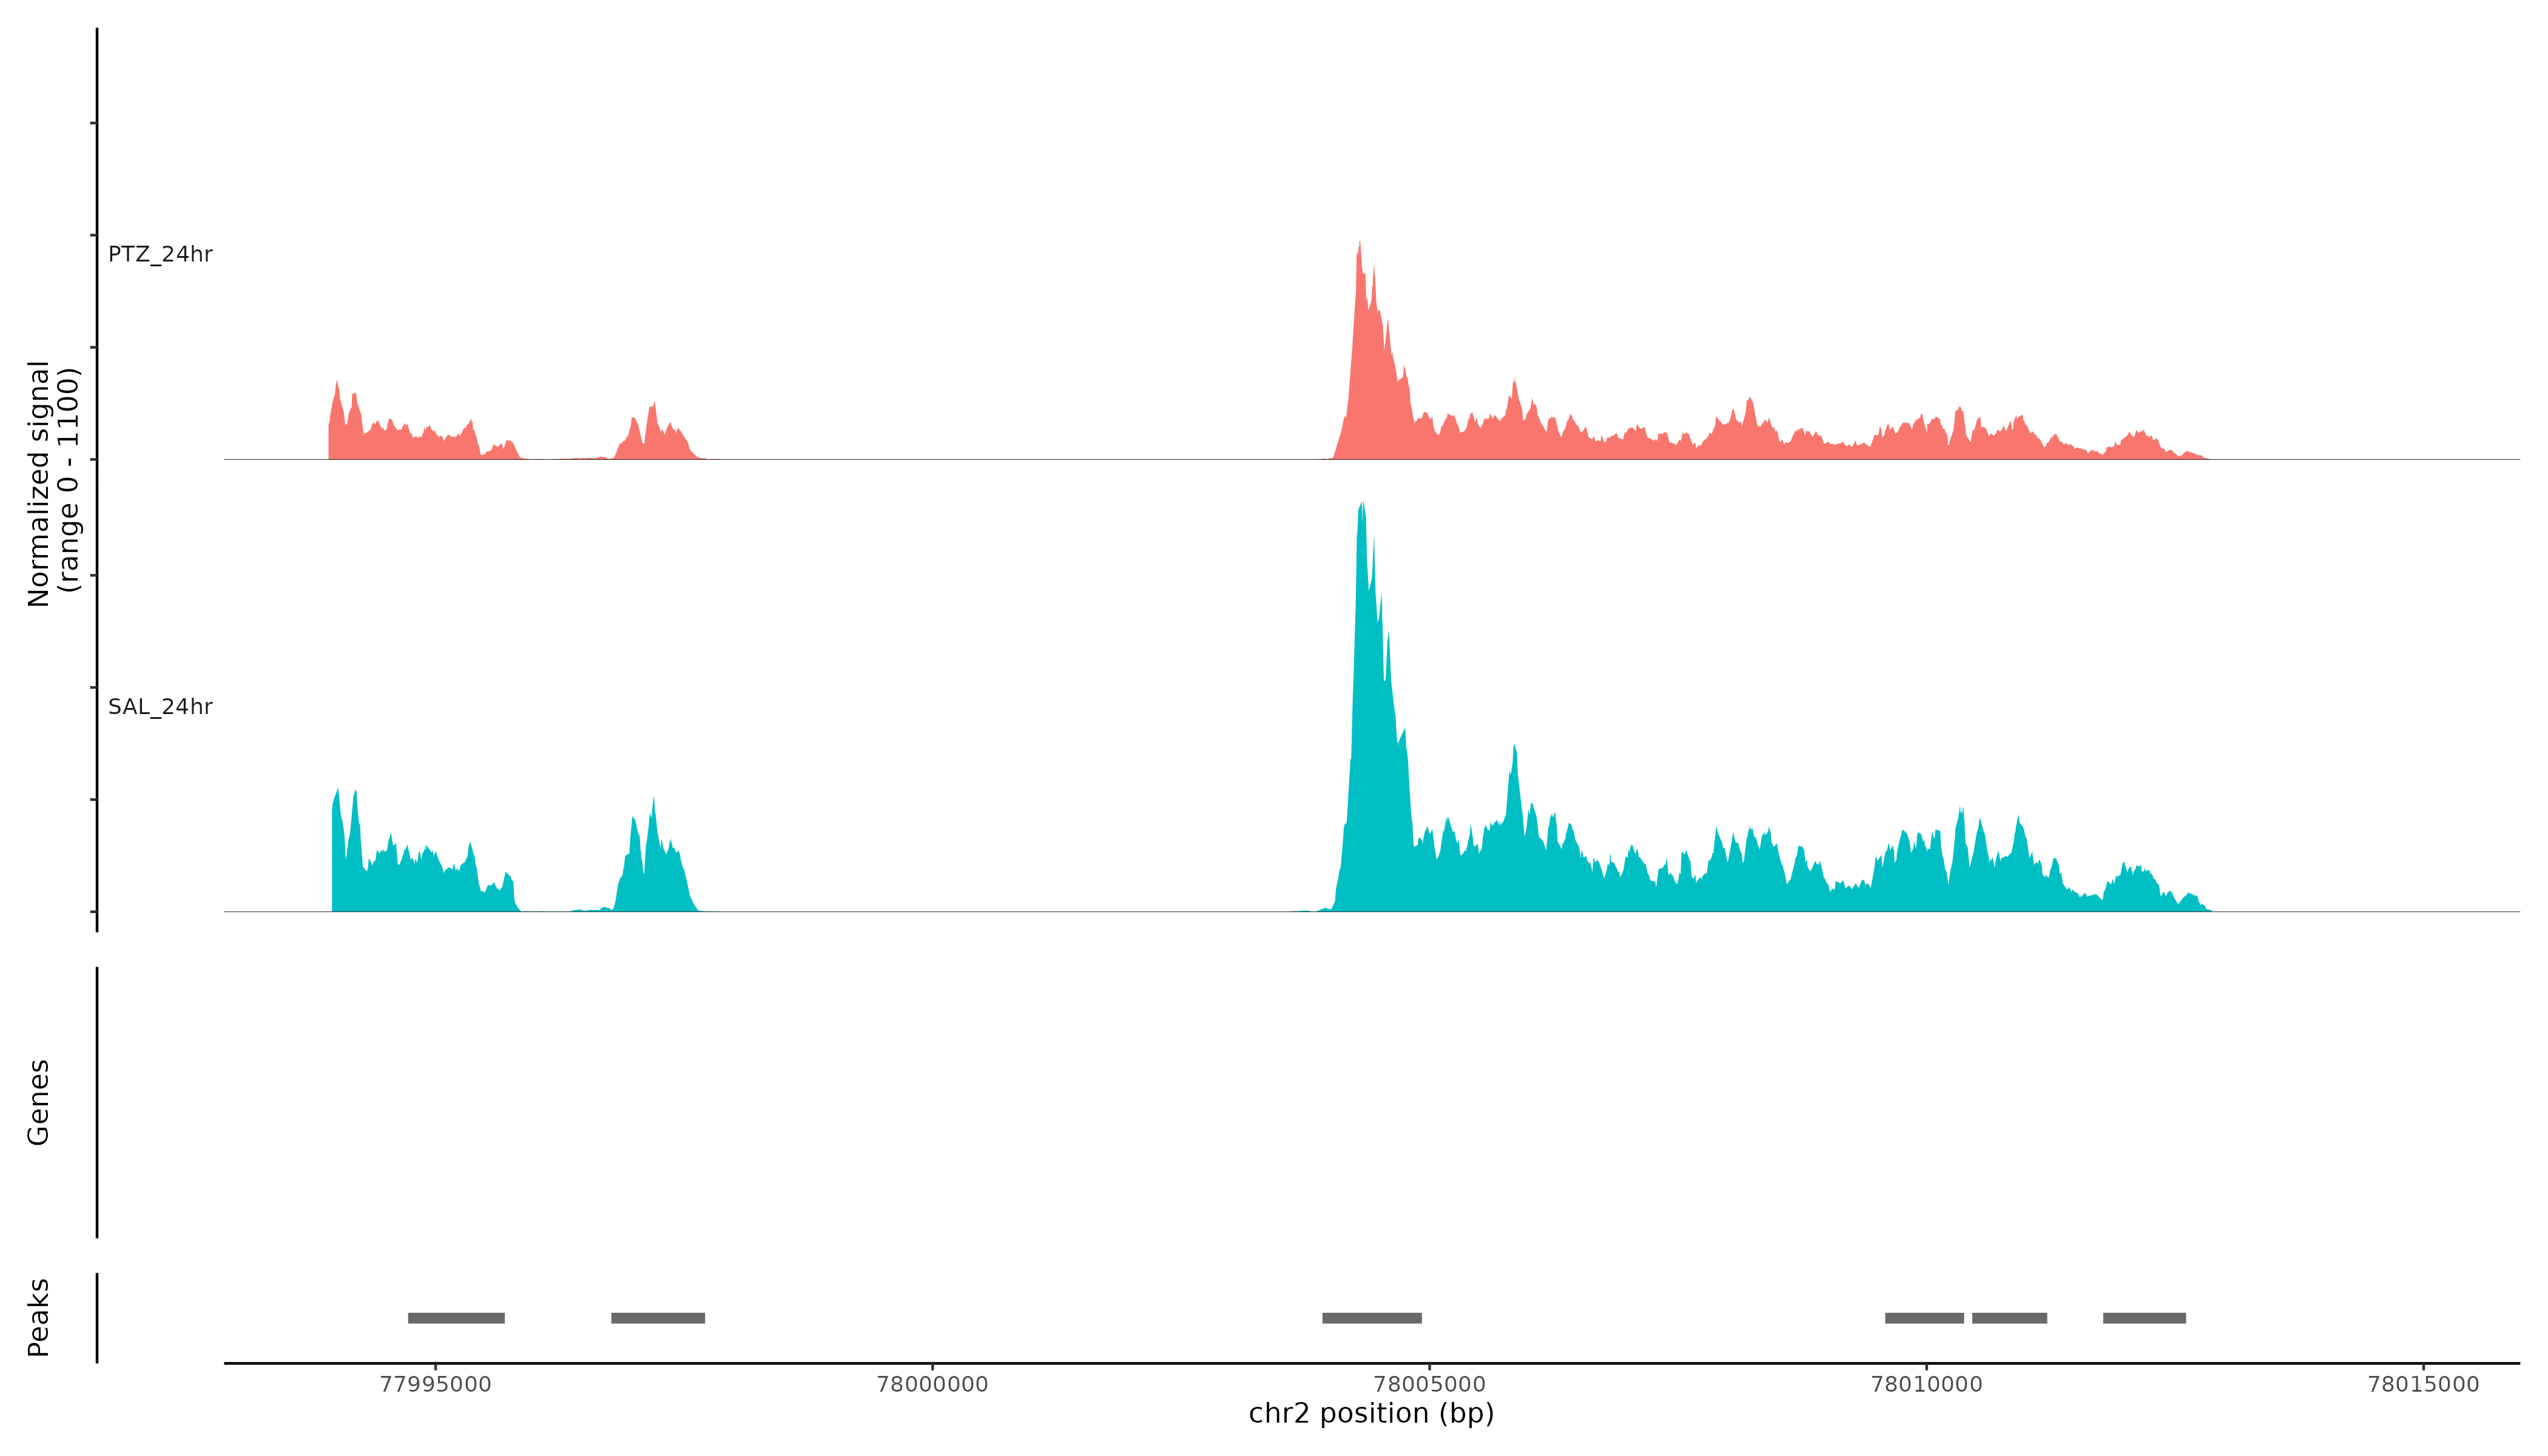 Normalized signal
(range 0 - 1100)
PTZ_24hr
SAL_24hr
Genes
Peaks
77995000
78000000
78005000
78010000
78015000
chr2 position (bp)